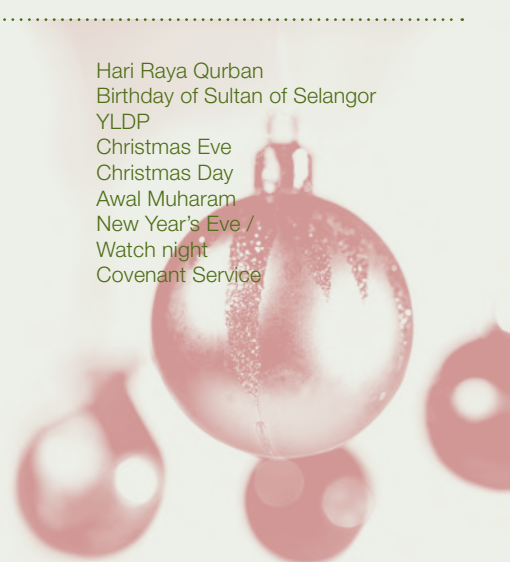 Hari Raya Qurban
Birthday of Sultan of Selangor
YLDP
Christmas Eve
Christmas Day
Awal Muharam
New Year’s Eve /
Watch night
Covenant Service